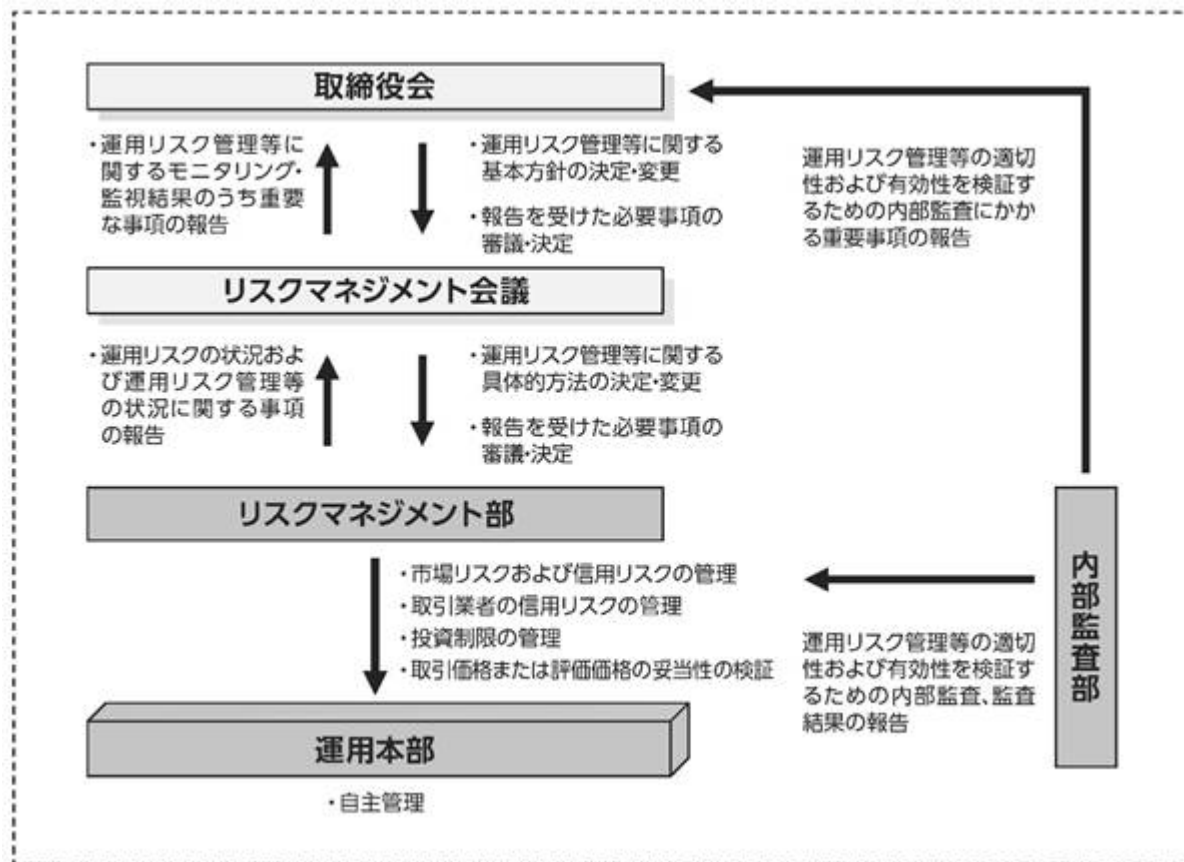 取締役会
・運用リスク管理等に
関するモニタリング・
監視結果のうち重要
な事項の報告
・運用リスク管理等に関する
基本方針の決定・変更
・報告を受けた必要事項の
審議・決定
運用リスク管理等の適切
性および有効性を検証す
るための内部監査にかか
る重要事項の報告
リスクマネジメント会議
・運用リスクの状況およ
び運用リスク管理等
の状況に関する事項
の報告
・運用リスク管理等に関する
具体的方法の決定・変更
・報告を受けた必要事項の
審議・決定
リスクマネジメント部
・市場リスクおよび信用リスクの管理
・取引業者の信用リスクの管理
・投資制限の管理
・取引価格または評価価格の妥当性の検証
内部監査部
運用リスク管理等の適切
性および有効性を検証す
るための内部監査、監査
結果の報告
運用本部
・自主管理